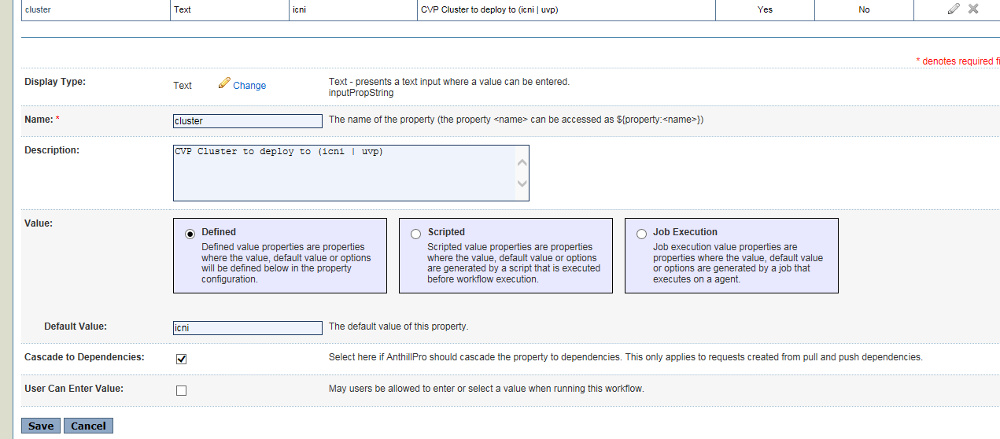 cluster Text icni CVP Cluster to deploy to (icni | uvp) Yes No
* denotes required fi
Display Type: Text Change Text - presents a text input where a value can be entered.
inputPropString
Name: * cluster The name of the property (the property <name> can be accessed as ${property:<name>})
Description: CVP Cluster to deploy to (icni | uvp)
Value:
Defined
Defined value properties are properties
where the value, default value or options
will be defined below in the property
configuration.
Scripted
Scripted value properties are properties
where the value, default value or options
are generated by a script that is executed
before workflow execution.
Job Execution
Job execution value properties are
properties where the value, default value
or options are generated by a job that
executes on a agent.
Default Value: icni The default value of this property.
Cascade to Dependencies: Select here if AnthillPro should cascade the property to dependencies. This only applies to requests created from pull and push dependencies.
User Can Enter Value: May users be allowed to enter or select a value when running this workflow.
Save Cancel